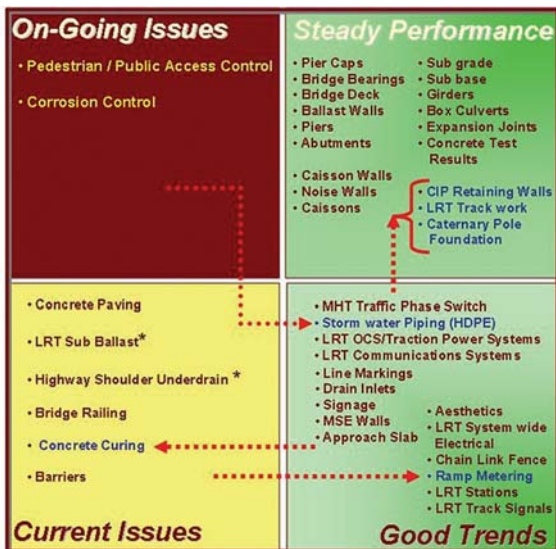 On-Going Issues
• Pedestrian / Public Access Control
• Corrosion Control
Steady Performance
• Pier Caps
• Bridge Bearings
• Bridge Deck
• Ballast Walls
• Piers
• Abutments
• Caisson Walls
• Noise Walls
• Caissons
• Sub grade
• Sub base
• Girders
• Box Culverts
• Expansion Joints
• Concrete Test
Results
• CIP Retaining Walls
• LRT Track work
• Caternary Pole
Foundation
• Concrete Paving
• LRT Sub Ballast*
• Highway Shoulder Underdrain *
• Bridge Railing
• Concrete Curing
• Barriers
Current Issues
• MHT Traffic Phase Switch
• Storm water Piping (HDPE)
• LRT OCS/Traction Power Systems
• LRT Communications Systems
• Line Markings
• Drain Inlets
• Signage
• MSE Walls
• Approach Slab
• Aesthetics
• LRT System wide
Electrical
• Chain Link Fence
• Ramp Metering
• LRT Stations
• LRT Track Signals
Good Trends